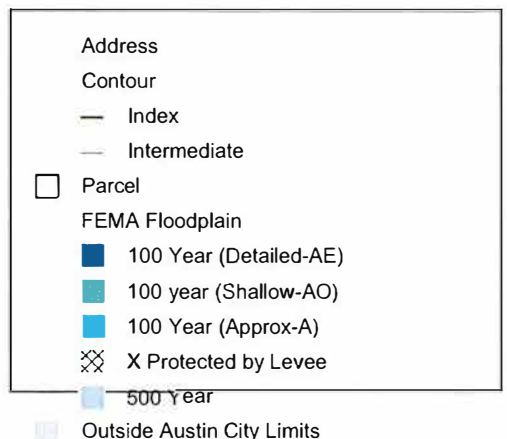 Address
Contour
Index
Intermediate
Parcel
FEMA Floodplain
100 Year (Detailed-AE)
100 year (Shallow-AO)
100 Year (Approx-A)
X Protected by Levee
500 Year
Outside Austin City Limits